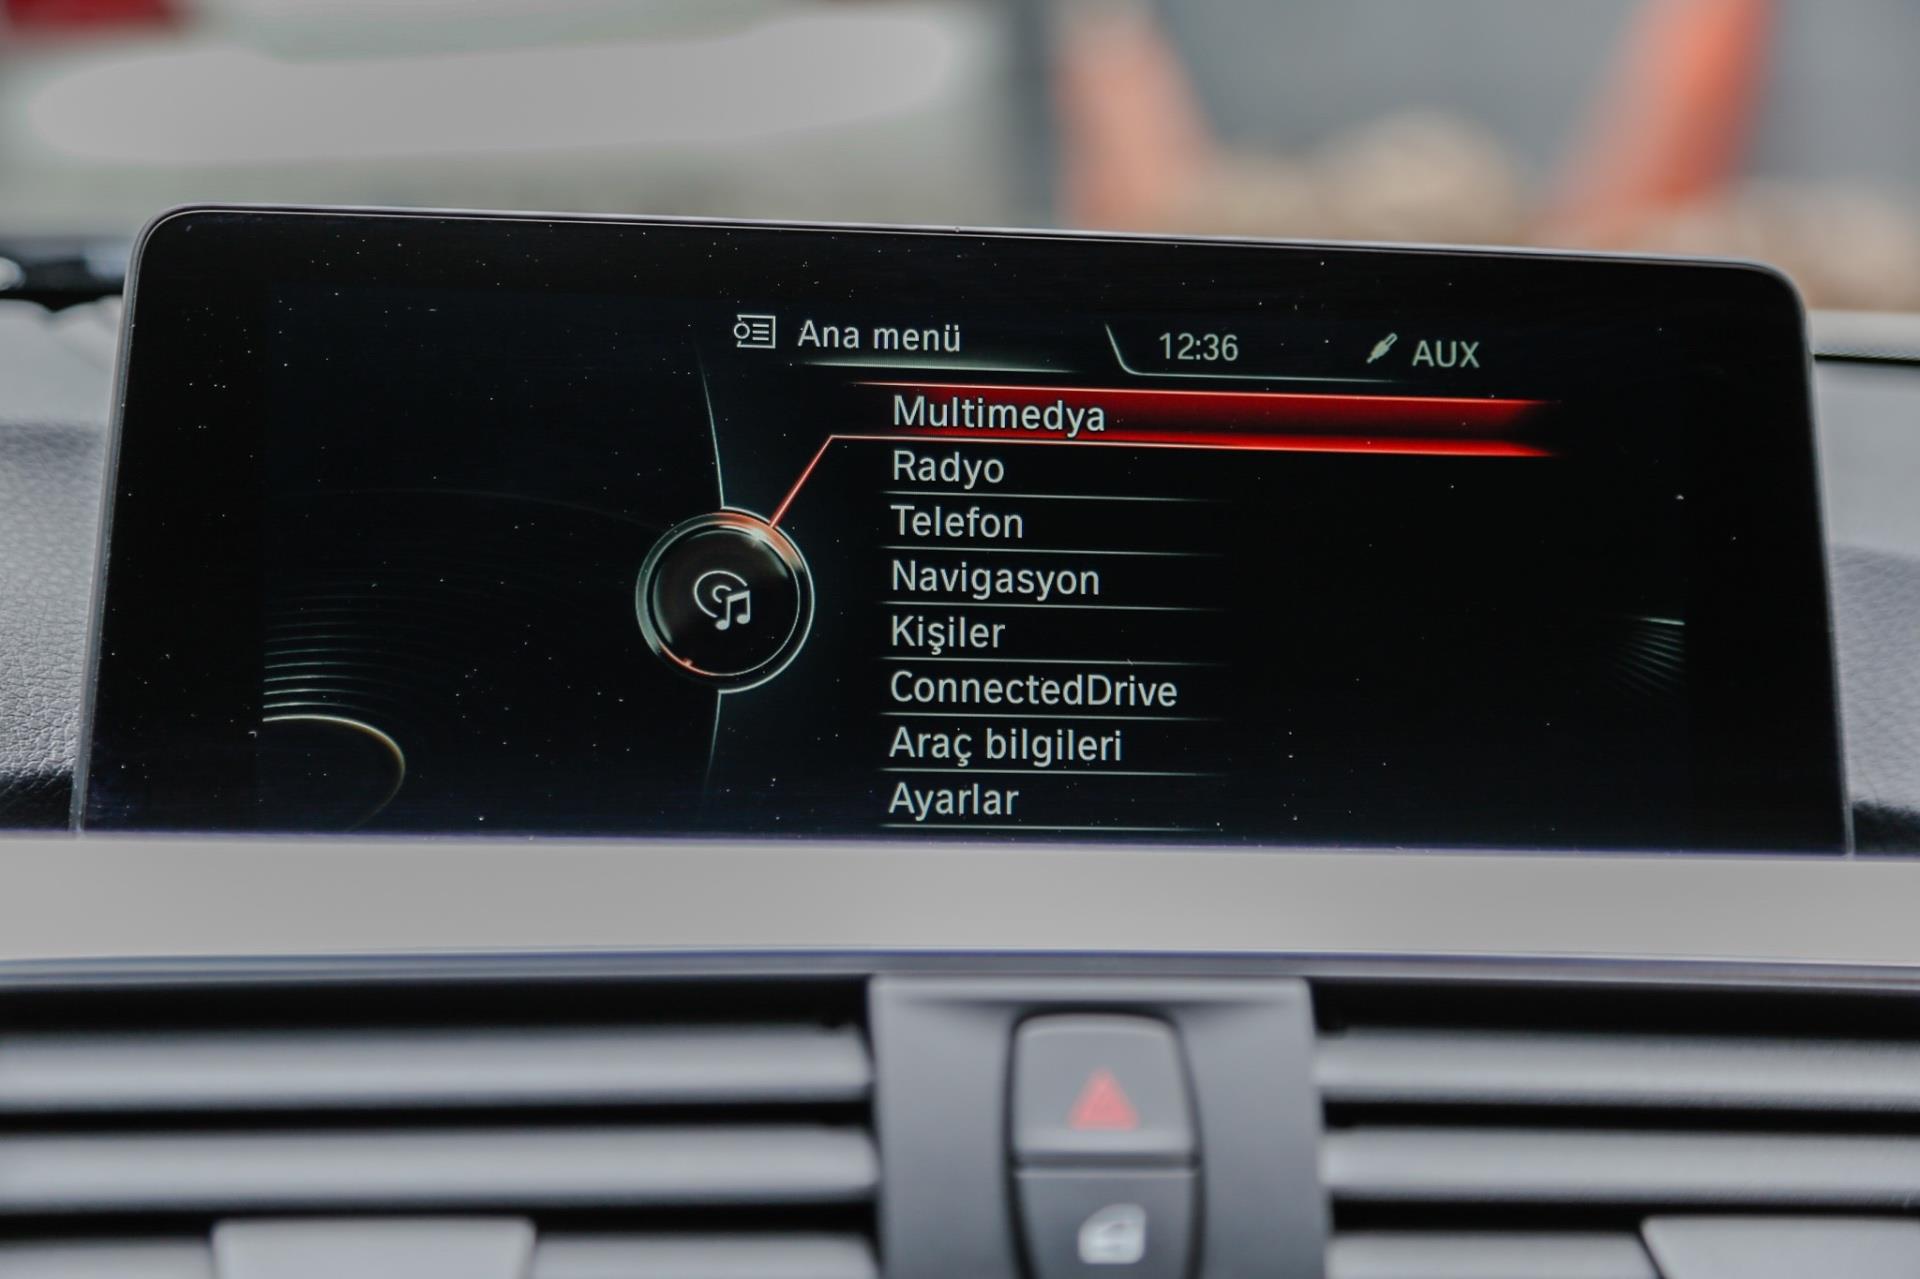 Ana menü 12:36 AUX
Multimedya
Radyo
Telefon
Navigasyon
Kişiler
ConnectedDrive
Araç bilgileri
Ayarlar